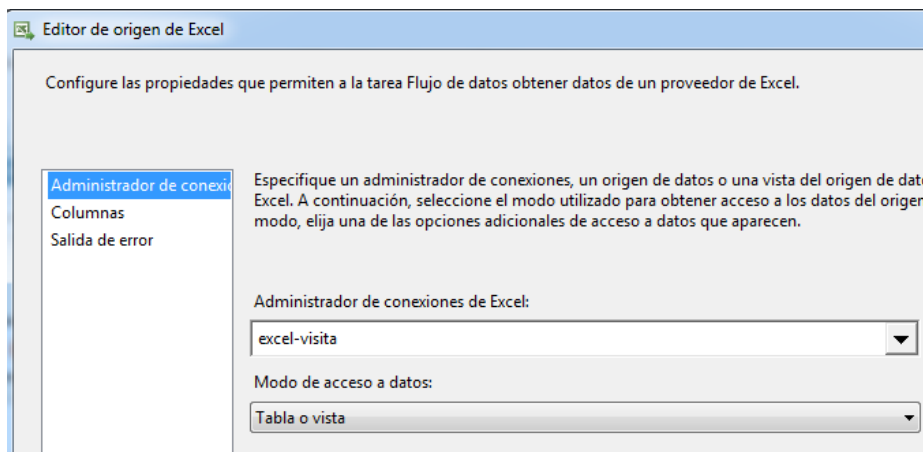 Editor de origen de Excel
Configure las propiedades que permiten a la tarea Flujo de datos obtener datos de un proveedor de Excel.
Administrador de conexio
Columnas
Salida de error
Especifique un administrador de conexiones, un origen de datos o una vista del origen de dato
Excel. A continuación, seleccione el modo utilizado para obtener acceso a los datos del origen
modo, elija una de las opciones adicionales de acceso a datos que aparecen.
Administrador de conexiones de Excel:
excel-visita
Modo de acceso a datos:
Tabla o vista